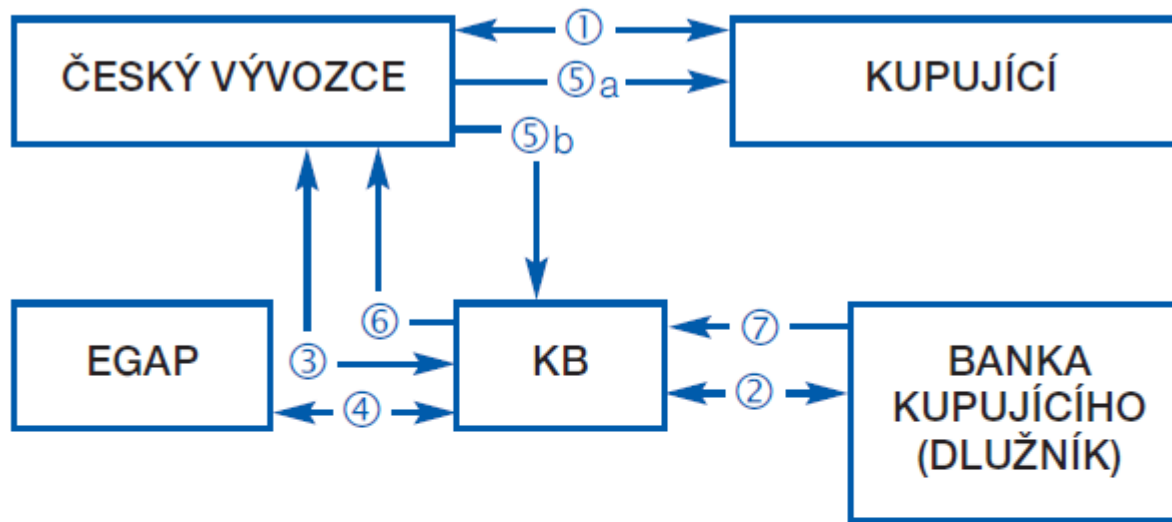 ①
ČESKÝ VÝVOZCE
KUPUJÍCÍ
⑤a
⑤b
⑥
⑦
EGAP
③
KB
②
④
BANKA
KUPUJÍCÍHO
(DLUŽNÍK)